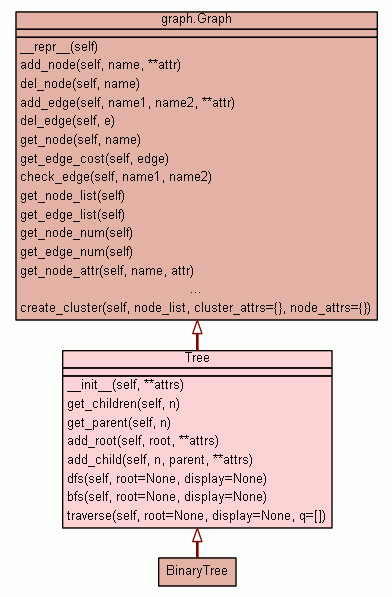 graph.Graph
__repr__(self)
add_node(self, name, **attr)
del_node(self, name)
add_edge(self, name1, name2, **attr)
del_edge(self, e)
get_node(self, name)
get_edge_cost(self, edge)
check_edge(self, name1, name2)
get_node_list(self)
get_edge_list(self)
get_node_num(self)
get_edge_num(self)
get_node_attr(self, name, attr)
...
create_cluster(self, node_list, cluster_attrs={}, node_attrs={})
Tree
__init__(self, **attrs)
get_children(self, n)
get_parent(self, n)
add_root(self, root, **attrs)
add_child(self, n, parent, **attrs)
dfs(self, root=None, display=None)
bfs(self, root=None, display=None)
traverse(self, root=None, display=None, q=[])
BinaryTree